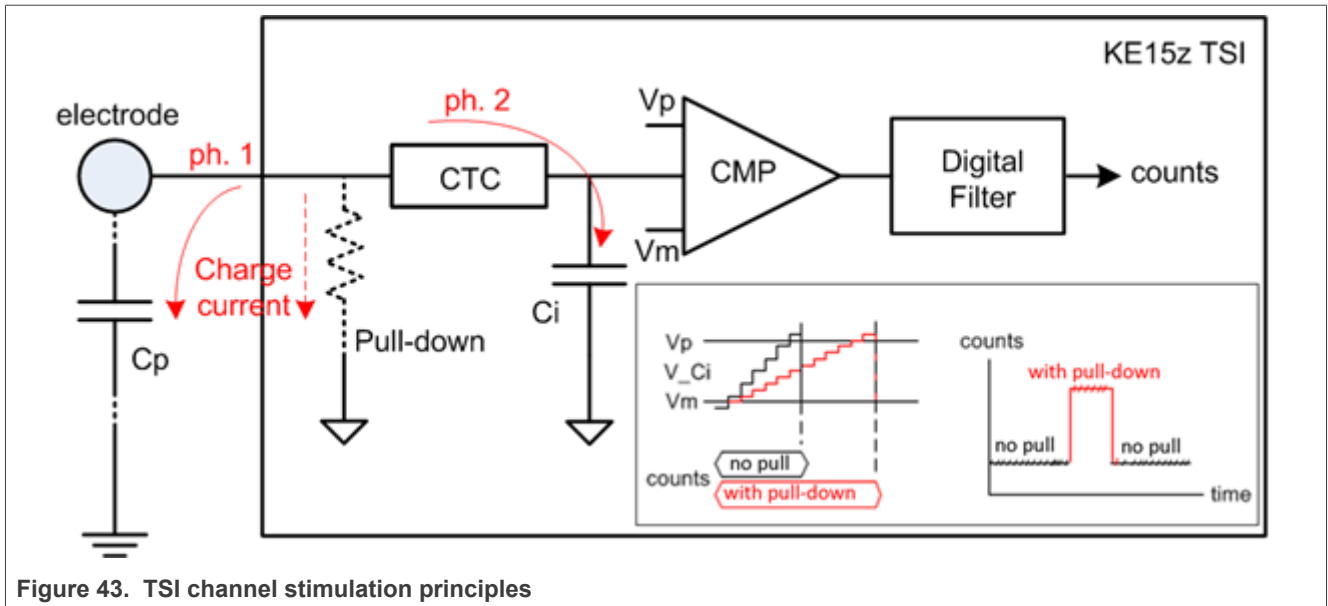 KE15z TSI
electrode
ph. 1
ph. 2
CTC
Vp
CMP
Vm
Digital
Filter
counts
Charge
current
Cp
Pull-down
Ci
Vp
V_Ci
Vm
counts
no pull
with pull-down
counts
with pull-down
no pull
no pull
time
Figure 43. TSI channel stimulation principles